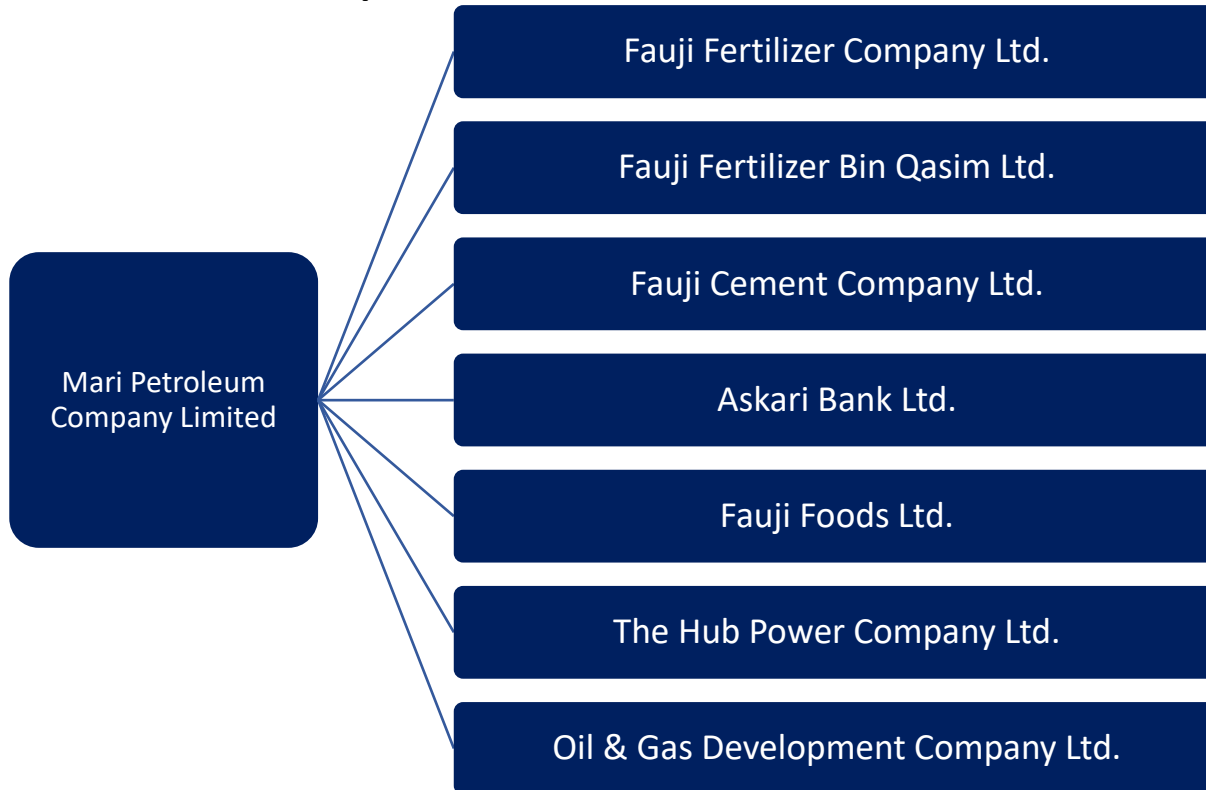 Mari Petroleum
Company Limited
Fauji Fertilizer Company Ltd.
Fauji Fertilizer Bin Qasim Ltd.
Fauji Cement Company Ltd.
Askari Bank Ltd.
Fauji Foods Ltd.
The Hub Power Company Ltd.
Oil & Gas Development Company Ltd.